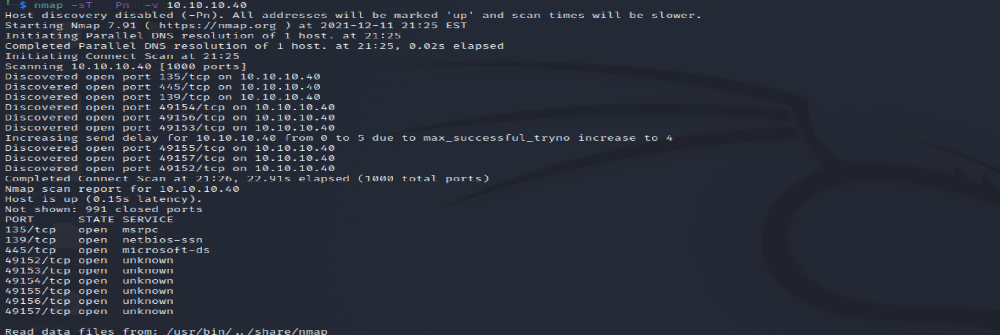 └─$ nmap -sT  -Pn  -v 10.10.10.40
Host discovery disabled (-Pn). All addresses will be marked 'up' and scan times will be slower.
Starting Nmap 7.91 ( https://nmap.org ) at 2021-12-11 21:25 EST
Initiating Parallel DNS resolution of 1 host. at 21:25
Completed Parallel DNS resolution of 1 host. at 21:25, 0.02s elapsed
Initiating Connect Scan at 21:25
Scanning 10.10.10.40 [1000 ports]
Discovered open port 135/tcp on 10.10.10.40
Discovered open port 445/tcp on 10.10.10.40
Discovered open port 139/tcp on 10.10.10.40
Discovered open port 49154/tcp on 10.10.10.40
Discovered open port 49156/tcp on 10.10.10.40
Discovered open port 49153/tcp on 10.10.10.40
Increasing send delay for 10.10.10.40 from 0 to 5 due to max_successful_tryno increase to 4
Discovered open port 49155/tcp on 10.10.10.40
Discovered open port 49157/tcp on 10.10.10.40
Discovered open port 49152/tcp on 10.10.10.40
Completed Connect Scan at 21:26, 22.91s elapsed (1000 total ports)
Nmap scan report for 10.10.10.40
Host is up (0.15s latency).
Not shown: 991 closed ports
PORT      STATE SERVICE
135/tcp   open  msrpc
139/tcp   open  netbios-ssn
445/tcp   open  microsoft-ds
49152/tcp open  unknown
49153/tcp open  unknown
49154/tcp open  unknown
49155/tcp open  unknown
49156/tcp open  unknown
49157/tcp open  unknown
Read data files from: /usr/bin/../share/nmap